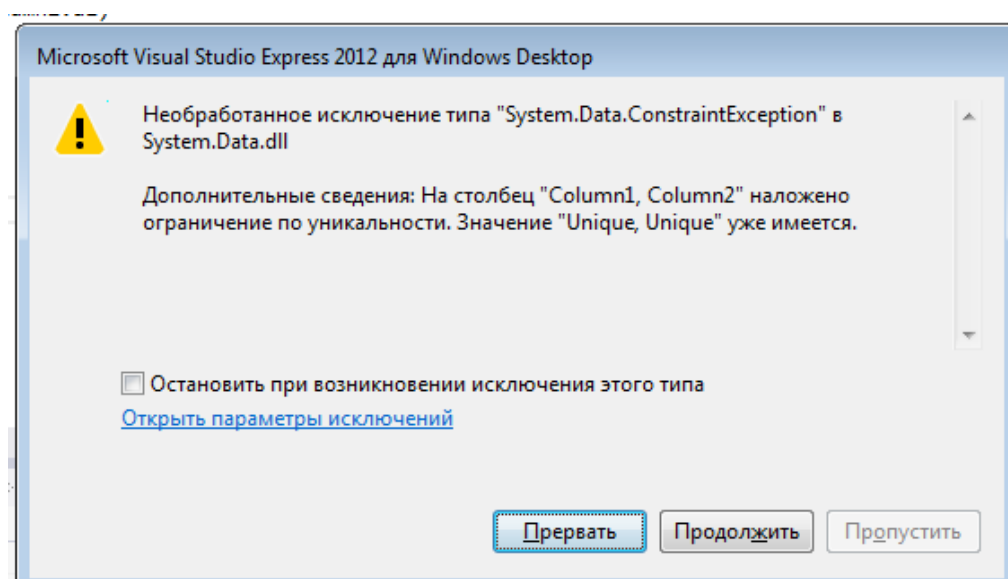 Microsoft Visual Studio Express 2012 для Windows Desktop
Необработанное исключение типа "System.Data.ConstraintException" в
System.Data.dll
Дополнительные сведения: На столбец "Column1, Column2" наложено
ограничение по уникальности. Значение "Unique, Unique" уже имеется.
Остановить при возникновении исключения этого типа
Открыть параметры исключений
Прервать Продолжить Пропустить